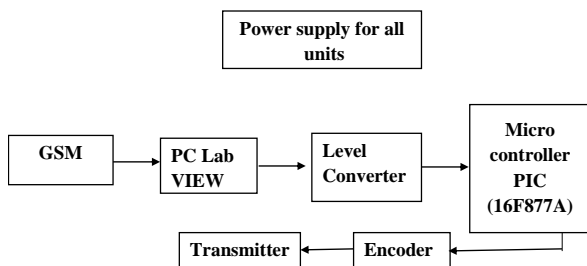 Power supply for all
units
GSM
PC Lab
VIEW
Level
Converter
Micro
controller
PIC
(16F877A)
Transmitter
Encoder